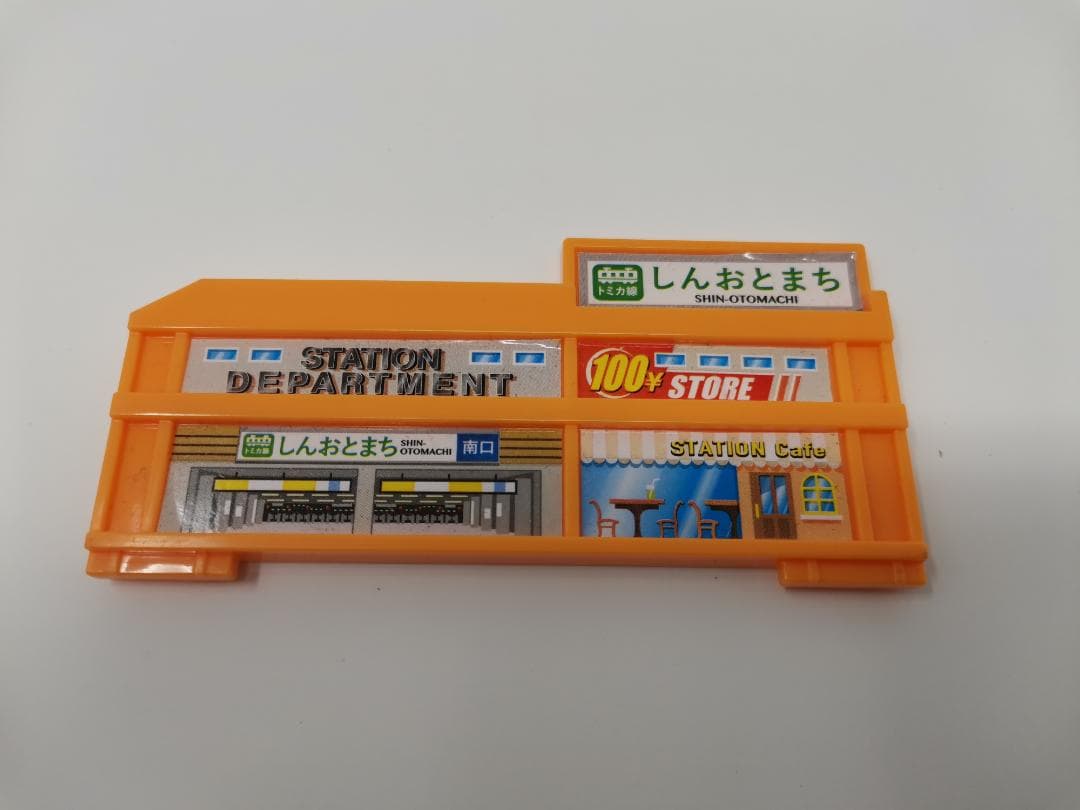 トミカ線
しんおとまち
SHIN-OTOMACHI
STATION
DEPARTMENT
100¥
STORE
トミカ線
しんおとまち
SHIN-
OTOMACHI
南口
STATION Cafe